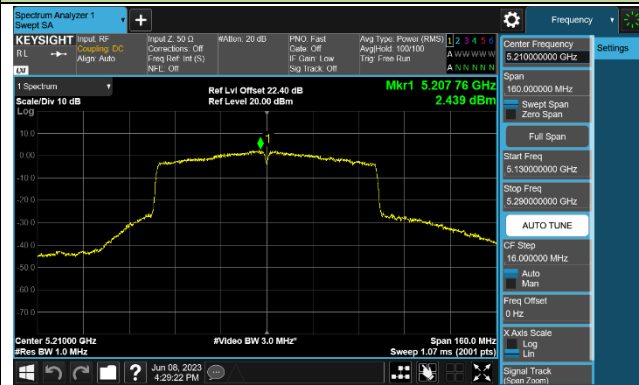 Spectrum Analyzer 1
Swept SA
Frequency
KEYSIGHT
RL
LXI
Input: RF
Coupling: DC
Align: Auto
Input Z: 50 Ω
Corrections: Off
Freq Ref: Int (S)
NFE: Off
#Atten: 20 dB
PNO: Fast
Gate: Off
IF Gain: Low
Sig Track: Off
Avg Type: Power (RMS)
Avg|Hold: 100/100
Trig: Free Run
1 2 3 4 5 6
A W W W W W
A N N N N N
1 Spectrum
Scale/Div 10 dB
Log
Ref Lvl Offset 22.40 dB
Ref Level 20.00 dBm
Mkr1 5.207 76 GHz
2.439 dBm
1
10.0
0.00
-10.0
-20.0
-30.0
-40.0
-50.0
-60.0
-70.0
Center 5.21000 GHz
#Res BW 1.0 MHz
#Video BW 3.0 MHz*
Span 160.0 MHz
Sweep 1.07 ms (2001 pts)
Jun 08, 2023
4:29:22 PM
Center Frequency
5.210000000 GHz
Span
160.000000 MHz
Swept Span
Zero Span
Full Span
Start Freq
5.130000000 GHz
Stop Freq
5.290000000 GHz
AUTO TUNE
CF Step
16.000000 MHz
Auto
Man
Freq Offset
0 Hz
X Axis Scale
Log
Lin
Signal Track
(Span Zoom)
Settings